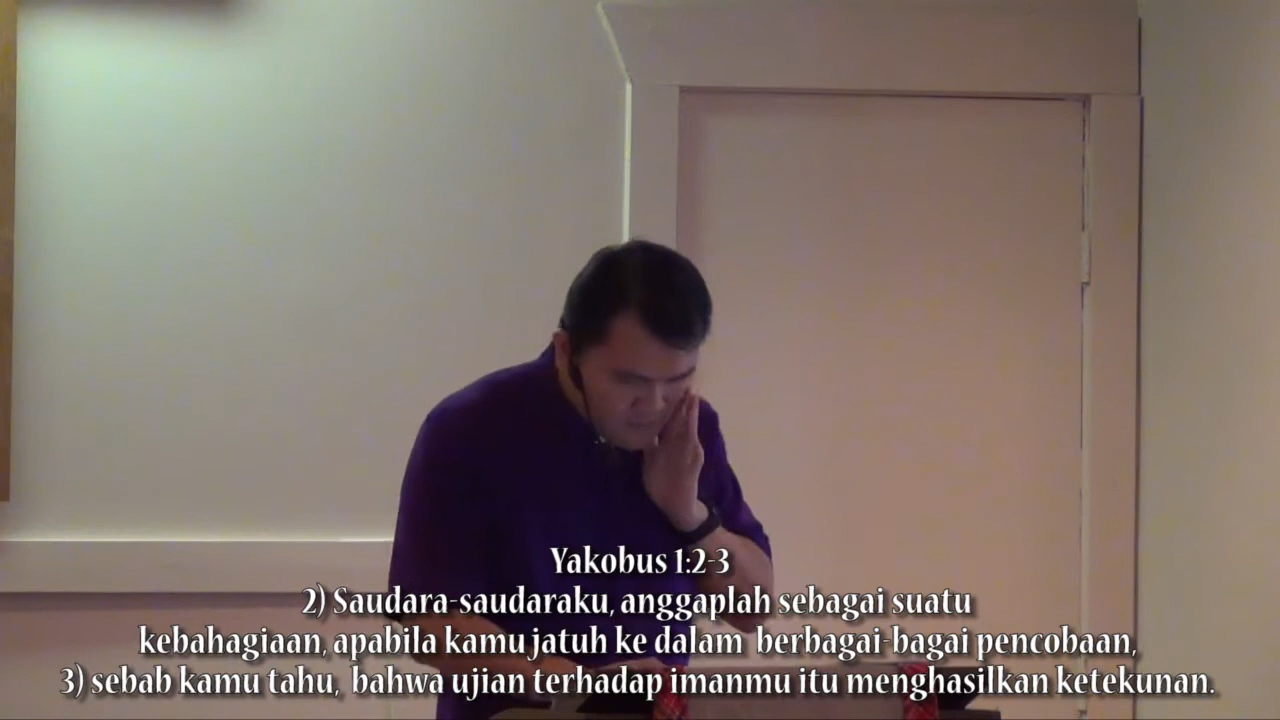 Yakobus 1:2-3
2) Saudara-saudaraku, anggaplah sebagai suatu
kebahagiaan, apabila kamu jatuh ke dalam berbagai-bagai pencobaan,
3) sebab kamu tahu, bahwa ujian terhadap imanmu itu menghasilkan ketekunan.